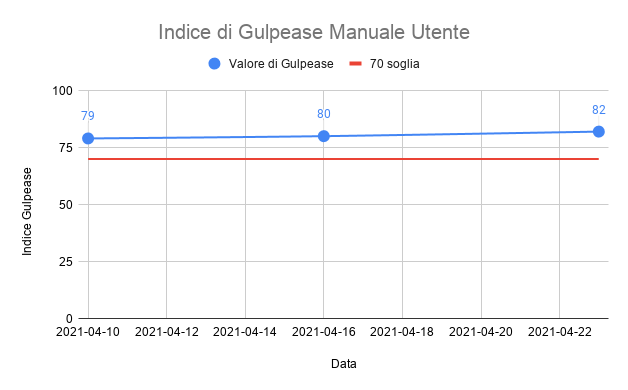 Indice di Gulpease Manuale Utente
Valore di Gulpease 70 soglia
100
79
80
82
75
50
25
0
Indice Gulpease
2021-04-10 2021-04-12 2021-04-14 2021-04-16 2021-04-18 2021-04-20 2021-04-22
Data